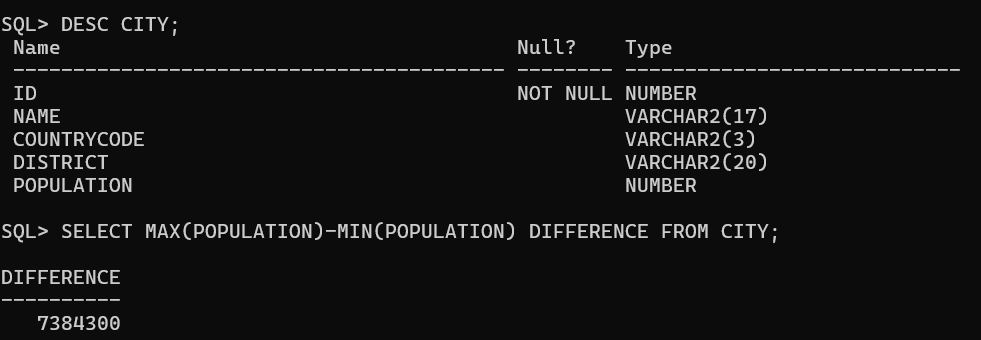 SQL> DESC CITY;
 Name                                      Null?    Type
 ----------------------------------------- -------- ----------------------------
 ID                                        NOT NULL NUMBER
 NAME                                               VARCHAR2(17)
 COUNTRYCODE                                        VARCHAR2(3)
 DISTRICT                                           VARCHAR2(20)
 POPULATION                                         NUMBER
SQL> SELECT MAX(POPULATION)-MIN(POPULATION) DIFFERENCE FROM CITY;
DIFFERENCE
----------
   7384300